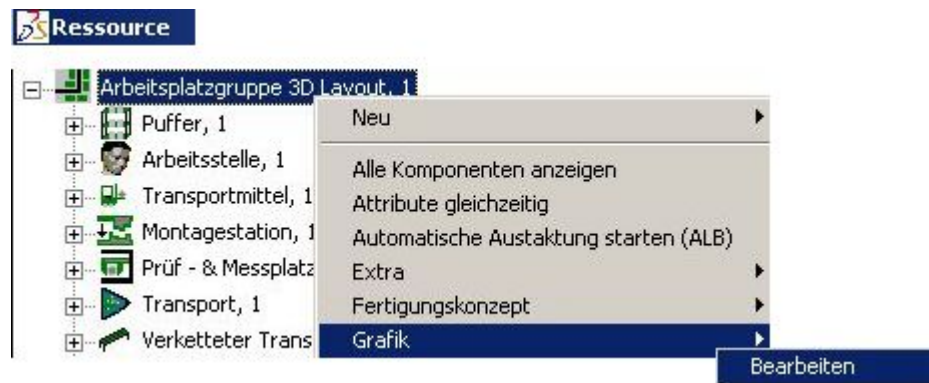 Ressource
Arbeitsplatzgruppe 3D Layout, 1
Puffer, 1
Arbeitsstelle, 1
Transportmittel, 1
Montagestation, 1
Prüf - & Messplatz
Transport, 1
Verketteter Trans
Neu
Alle Komponenten anzeigen
Attribute gleichzeitig
Automatische Austaktung starten (ALB)
Extra
Fertigungskonzept
Grafik
Bearbeiten